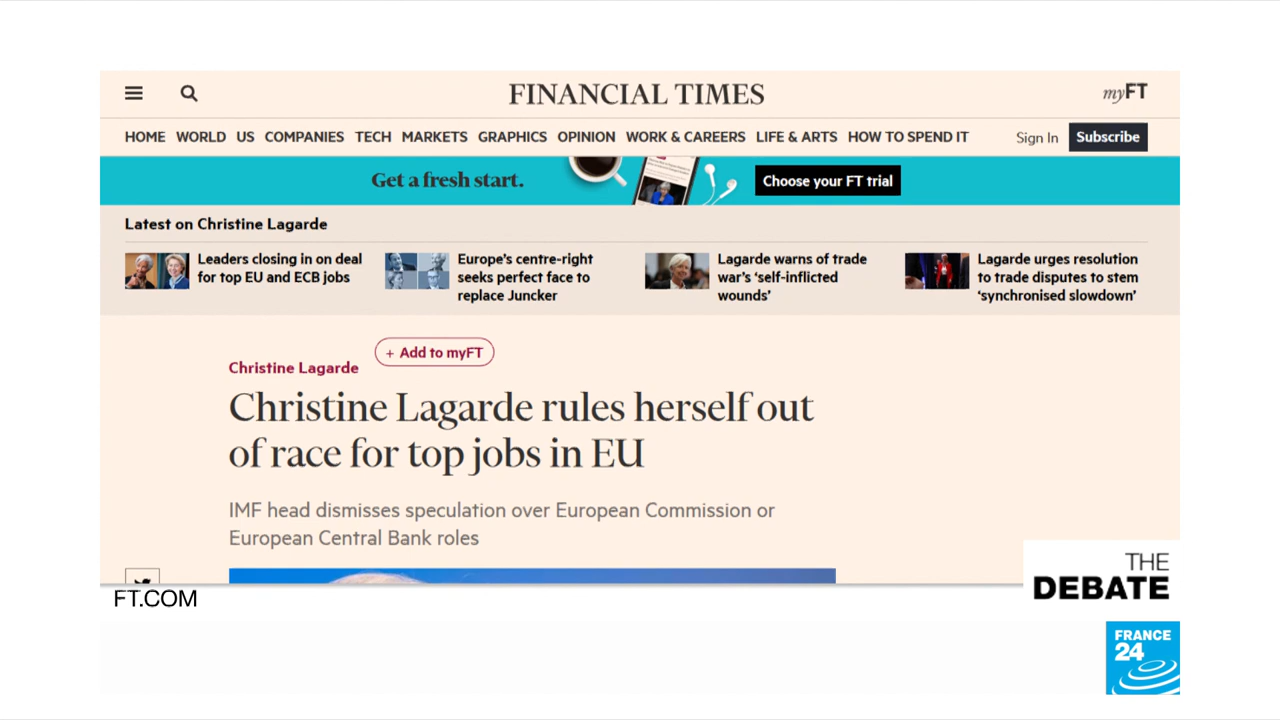 FINANCIAL TIMES
myFT
HOME WORLD US COMPANIES TECH MARKETS GRAPHICS OPINION WORK & CAREERS LIFE & ARTS HOW TO SPEND IT Sign In Subscribe
Get a fresh start. Choose your FT trial
Latest on Christine Lagarde
Leaders closing in on deal
for top EU and ECB jobs
Europe's centre-right
seeks perfect face to
replace Juncker
Lagarde warns of trade
war's 'self-inflicted
wounds'
Lagarde urges resolution
to trade disputes to stem
'synchronised slowdown'
+ Add to myFT
Christine Lagarde
Christine Lagarde rules herself out
of race for top jobs in EU
IMF head dismisses speculation over European Commission or
European Central Bank roles
FT.COM
THE
DEBATE
FRANCE
24